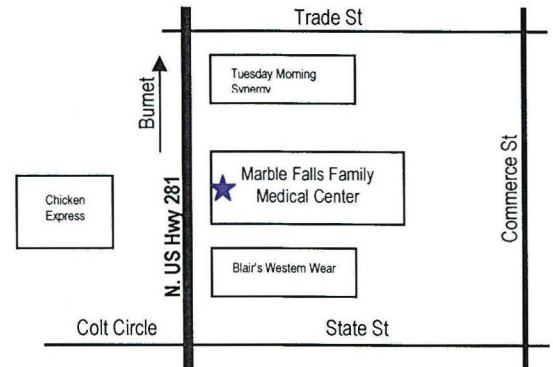 Trade St
Tuesday Morning
Synergy
Burnet
Marble Falls Family
Medical Center
Commerce St
Chicken
Express
N. US Hwy 281
Blair's Western Wear
Colt Circle
State St